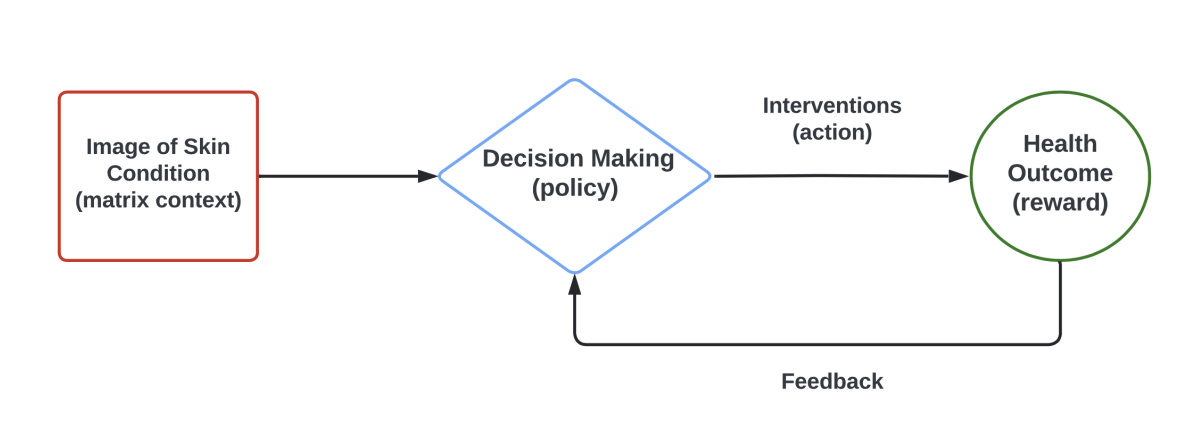 Image of Skin
Condition
(matrix context)
Decision Making
(policy)
Interventions
(action)
Health
Outcome
(reward)
Feedback